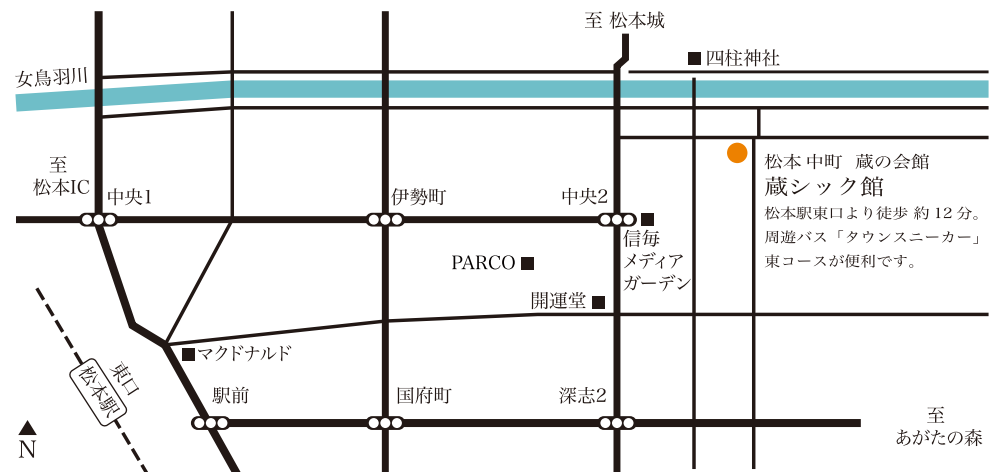 至 松本城
四柱神社
女鳥羽川
至
松本IC
中央1
伊勢町
中央2
松本 中町 蔵の会館
蔵シック館
松本駅東口より徒歩 約 12 分。
周遊バス「タウンスニーカー」
東コースが便利です。
信毎
メディア
ガーデン
PARCO
開運堂
マクドナルド
東口
松本駅
駅前
国府町
深志2
至
あがたの森
N